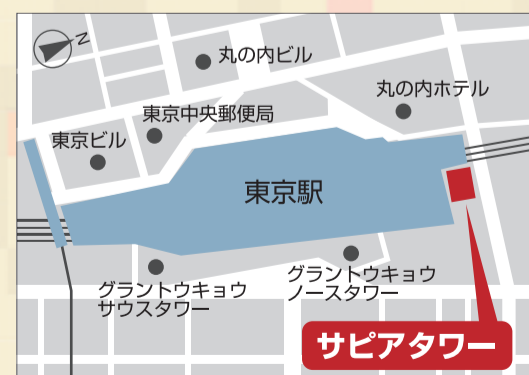 N
丸の内ビル
丸の内ホテル
東京中央郵便局
東京ビル
東京駅
グラントウキョウ
サウスタワー
グラントウキョウ
ノースタワー
サピアタワー